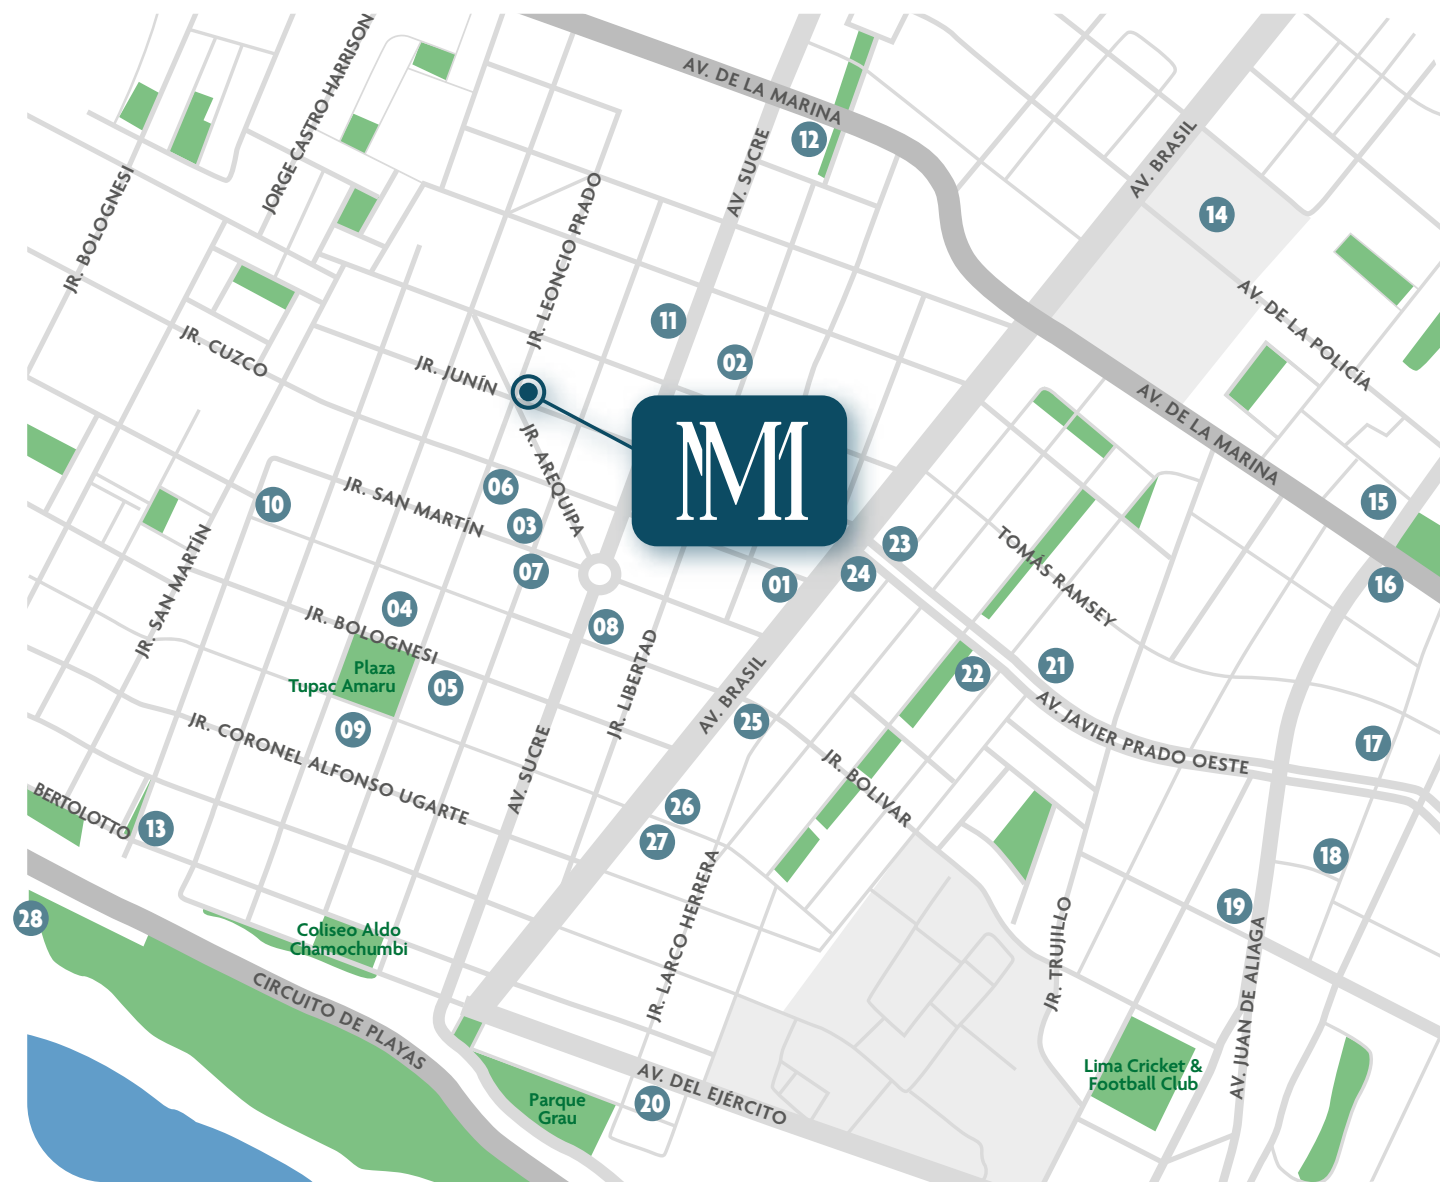 JORGE CASTRO HARRISON
AV. DE LA MARINA
12
AV. SUCRE
AV. BRASIL
JR. BOLOGNESI
JR. LEONCIO PRADO
14
AV. DE LA POLICÍA
11
02
JR. CUZCO
JR. JUNÍN
MM
AV. DE LA MARINA
JR. AREQUIPA
06
10
JR. SAN MARTÍN
03
15
07
23
24
01
TOMÁS RAMSEY
16
JR. SAN MARTÍN
04
JR. BOLOGNESI
08
Plaza
Tupac Amaru
05
JR. LIBERTAD
AV. BRASIL
22
21
09
25
AV. JAVIER PRADO OESTE
17
JR. CORONEL ALFONSO UGARTE
AV. SUCRE
JR. BOLIVAR
BERTOLOTTO
13
26
27
18
JR. LARCO HERRERA
19
28
Coliseo Aldo
Chamochumbi
JR. TRUJILLO
AV. JUAN DE ALIAGA
CIRCUITO DE PLAYAS
Lima Cricket &
Football Club
AV. DEL EJÉRCITO
Parque
Grau
20